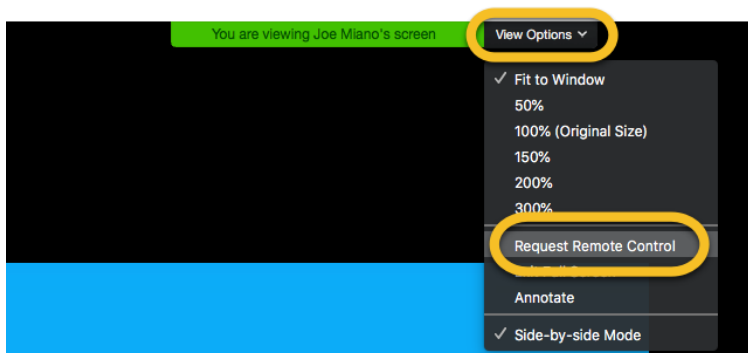 You are viewing Joe Miano's screen
View Options
Fit to Window
50%
100% (Original Size)
150%
200%
300%
Request Remote Control
Annotate
Side-by-side Mode